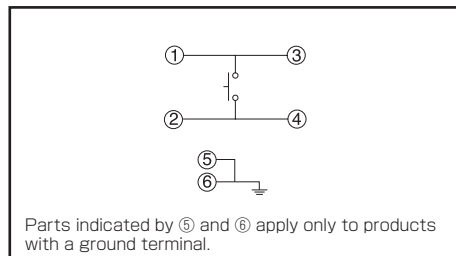 ① ③
② ④
⑤
⑥
Parts indicated by ⑤ and ⑥ apply only to products
with a ground terminal.